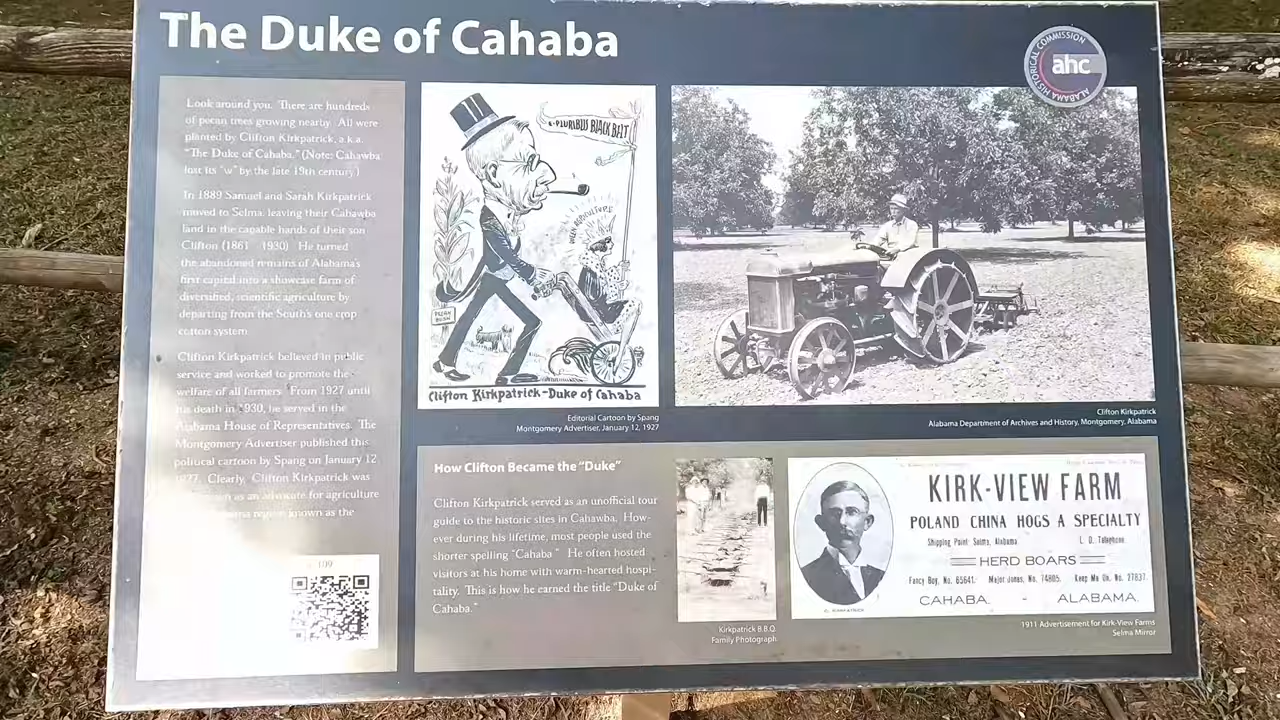 The Duke of Cahaba
ALABAMA HISTORICAL COMMISSION
ahc
Look around you. There are hundreds
of pecan trees growing nearby. All were
planted by Clifton Kirkpatrick, a.k.a.
"The Duke of Cahaba." (Note: Cahawba
lost its "w" by the late 19th century.)
In 1889 Samuel and Sarah Kirkpatrick
moved to Selma, leaving their Cahawba
land in the capable hands of their son
Clifton (1861 - 1930). He turned
the abandoned remains of Alabama's
first capital into a showcase farm of
diversified, scientific agriculture by
departing from the South's one crop
cotton system.
Clifton Kirkpatrick believed in public
service and worked to promote the
welfare of all farmers. From 1927 until
his death in 1930, he served in the
Alabama House of Representatives. The
Montgomery Advertiser published this
political cartoon by Spang on January 12,
1927. Clearly, Clifton Kirkpatrick was
as an advocate for agriculture
region known as the
109
E-PLURIBUS BLACK BELT
AGRICULTURE
PECAN BUSH
Clifton Kirkpatrick-Duke of Cahaba
Editorial Cartoon by Spang
Montgomery Advertiser, January 12, 1927
Clifton Kirkpatrick
Alabama Department of Archives and History, Montgomery, Alabama
How Clifton Became the "Duke"
Clifton Kirkpatrick served as an unofficial tour
guide to the historic sites in Cahawba. How-
ever during his lifetime, most people used the
shorter spelling "Cahaba." He often hosted
visitors at his home with warm-hearted hospi-
tality. This is how he earned the title "Duke of
Cahaba."
Kirkpatrick B.B.Q.
Family Photograph
C. KIRKPATRICK
KIRK-VIEW FARM
POLAND CHINA HOGS A SPECIALTY
Shipping Point: Selma, Alabama. L. D. Telephone.
HERD BOARS
Fancy Boy, No. 65641. Major Jonas, No. 74805. Keep Me On, No. 27837.
CAHABA, - ALABAMA.
1911 Advertisement for Kirk-View Farms
Selma Mirror